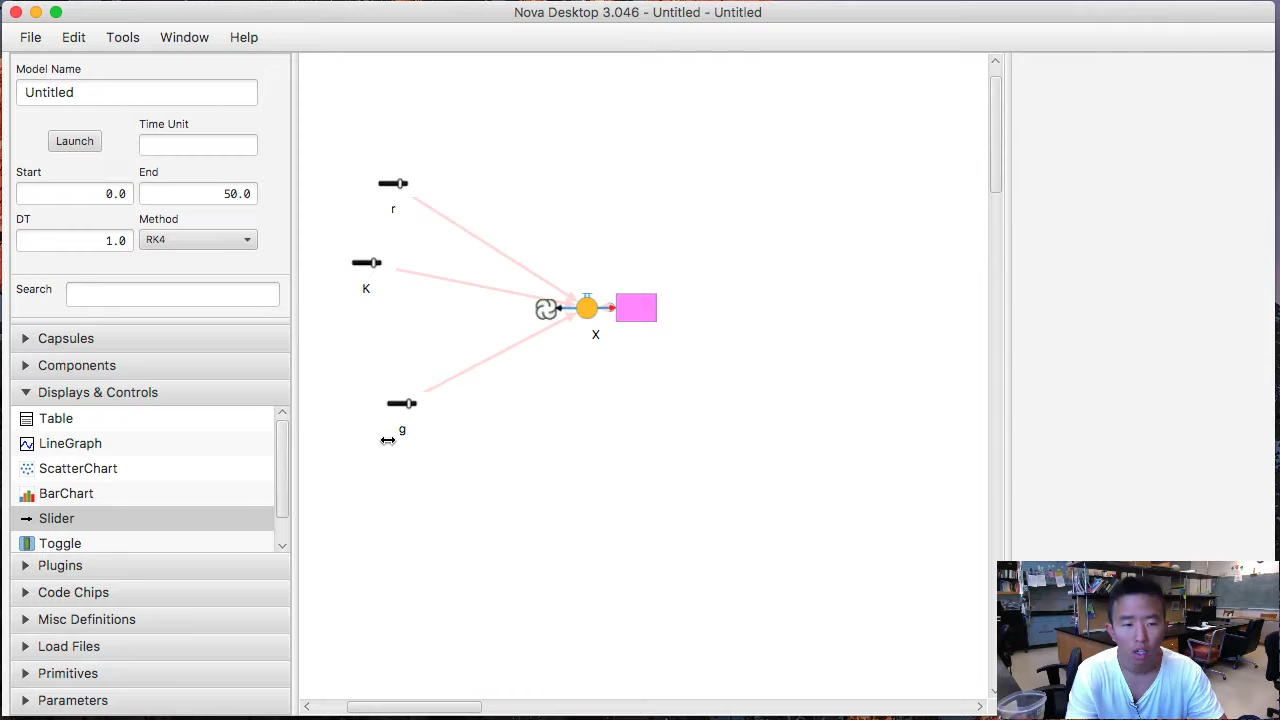 Nova Desktop 3.046 - Untitled - Untitled
File Edit Tools Window Help
Model Name
Untitled
Time Unit
Launch
Start End
0.0 50.0
DT Method
1.0 RK4
Search
Capsules
Components
Displays & Controls
Table
LineGraph
ScatterChart
BarChart
Slider
Toggle
Plugins
Code Chips
Misc Definitions
Load Files
Primitives
Parameters
r
K
X
g